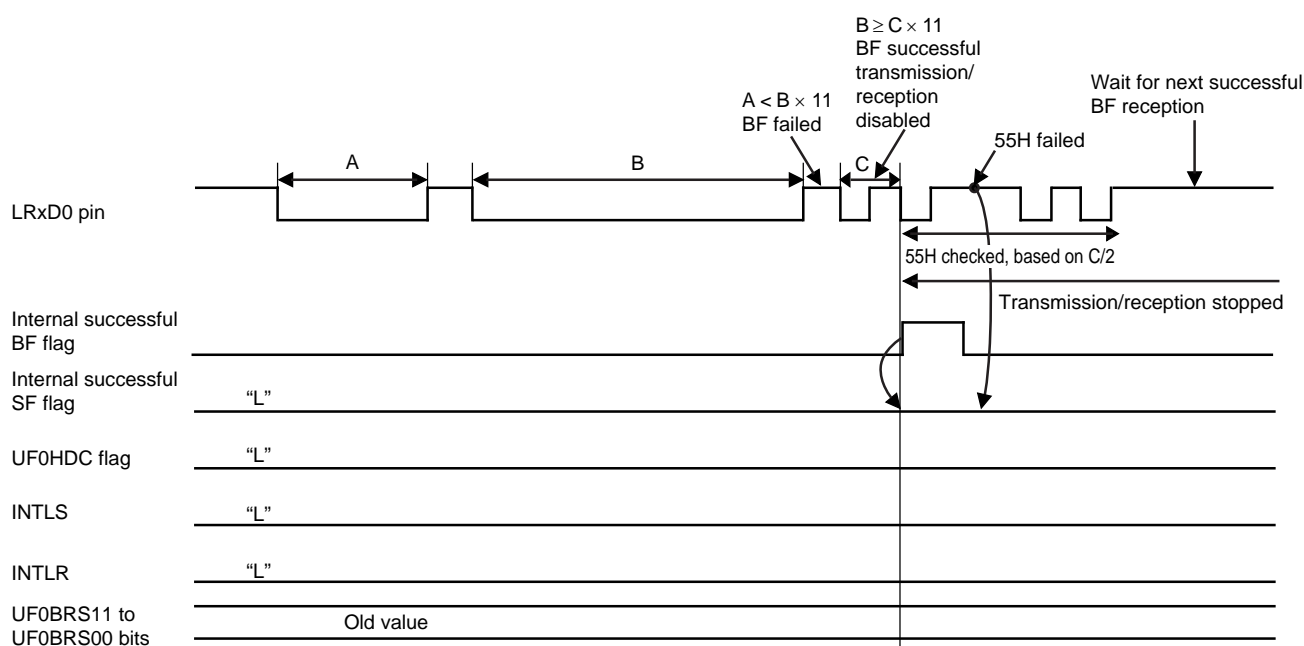 B ≥ C × 11
BF successful
transmission/
reception
disabled
A < B × 11
BF failed
Wait for next successful
BF reception
55H failed
A
B
C
LRxD0 pin
55H checked, based on C/2
Transmission/reception stopped
Internal successful
BF flag
Internal successful
SF flag
“L”
UF0HDC flag
“L”
INTLS
“L”
INTLR
“L”
UF0BRS11 to
UF0BRS00 bits
Old value